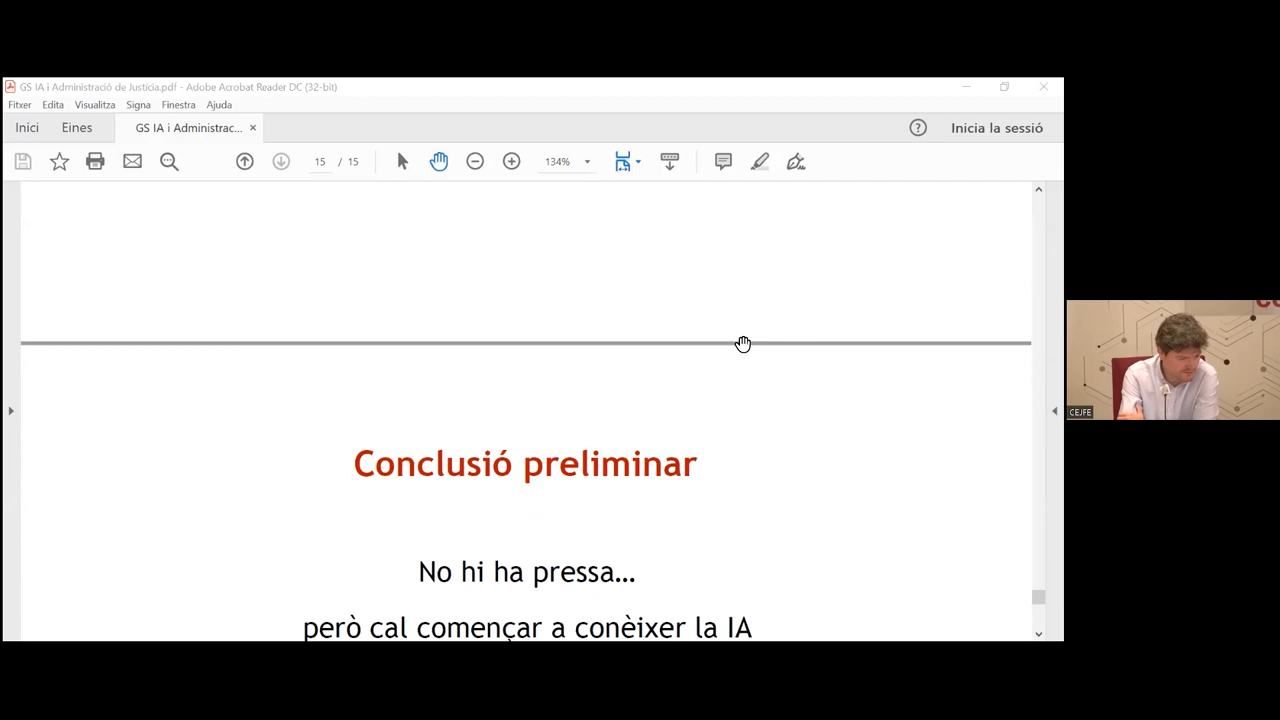 GS IA i Administració de Justícia.pdf - Adobe Acrobat Reader DC (32-bit)
Fitxer Edita Visualitza Signa Finestra Ajuda
Inici Eines GS IA i Administrac... × Inicia la sessió
15 / 15 134%
Conclusió preliminar
No hi ha pressa…
però cal començar a conèixer la IA
CEJFE